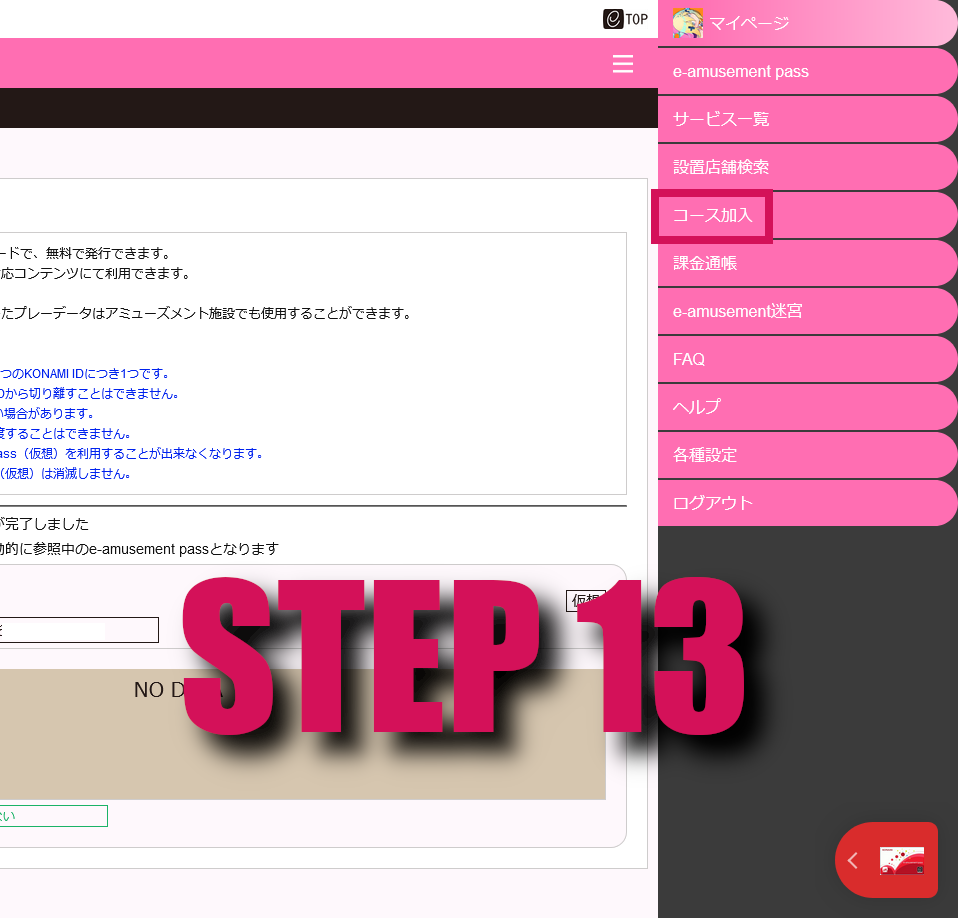 TOP
マイページ
e-amusement pass
サービス一覧
設置店舗検索
コース加入
課金通帳
e-amusement迷宮
FAQ
ヘルプ
各種設定
ログアウト
ードで、無料で発行できます。
応コンテンツにて利用できます。
たプレーデータはアミューズメント施設でも使用することができます。
つのKONAMI IDにつき1つです。
Dから切り離すことはできません。
い場合があります。
渡することはできません。
ass（仮想）を利用することが出来なくなります。
（仮想）は消滅しません。
が完了しました
動的に参照中のe-amusement passとなります
仮想
NO D A
STEP 13
ない